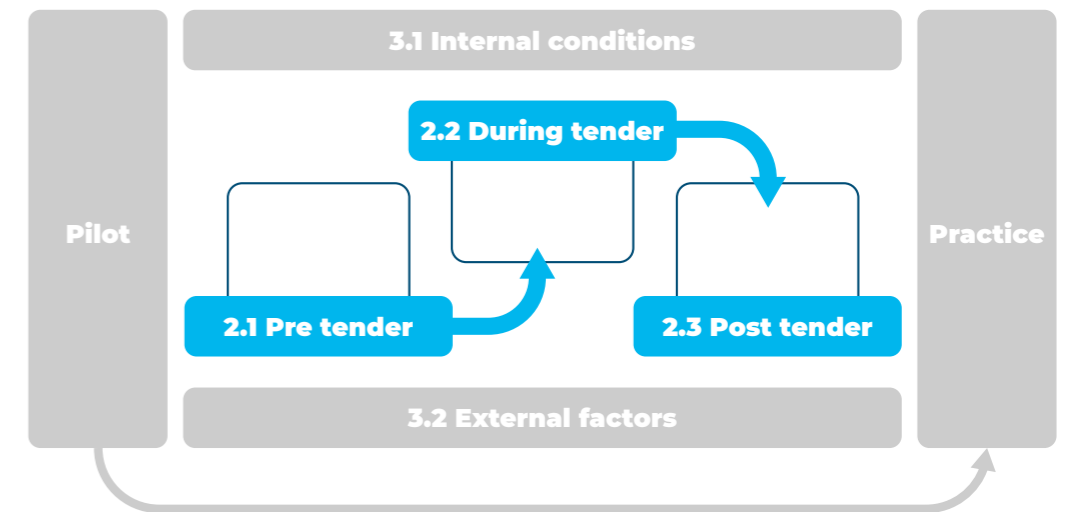 3.1 Internal conditions
2.2 During tender
Pilot
Practice
2.1 Pre tender
2.3 Post tender
3.2 External factors